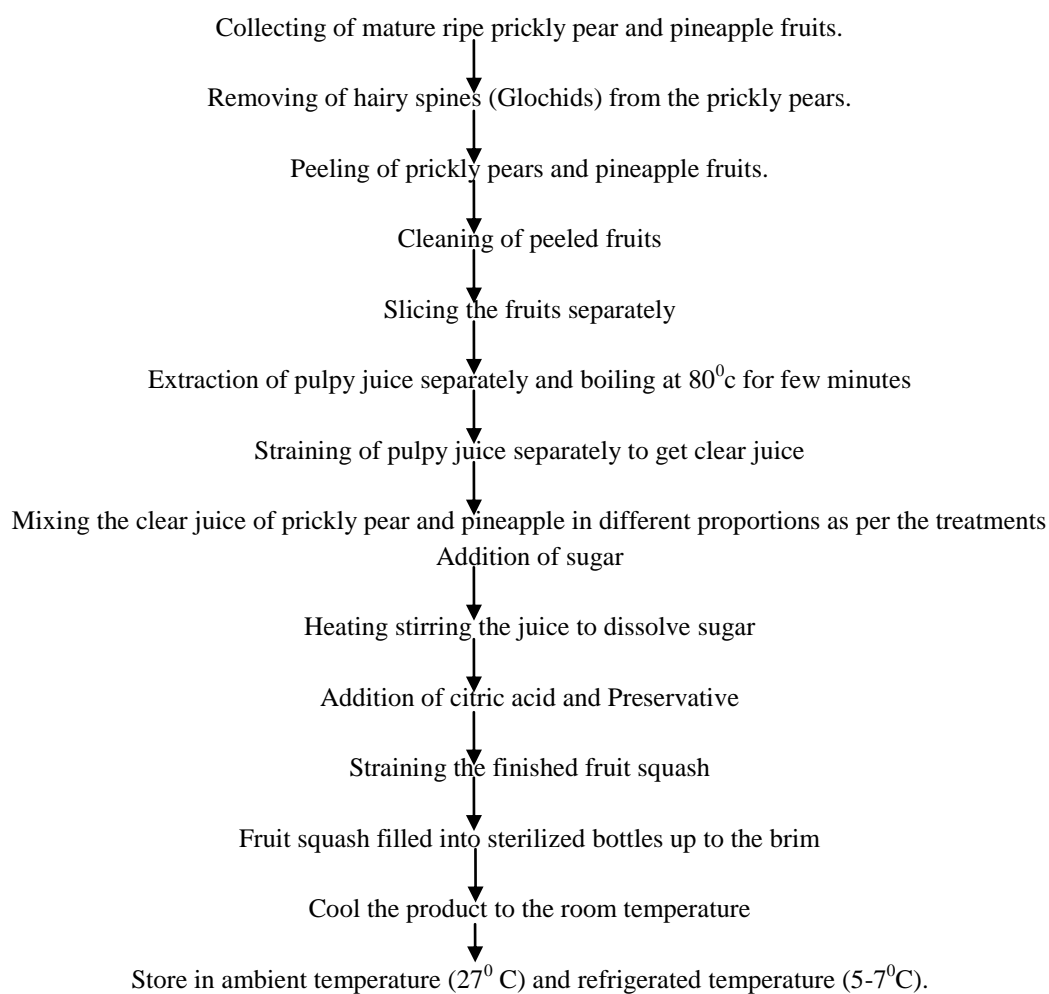 Collecting of mature ripe prickly pear and pineapple fruits.
Removing of hairy spines (Glochids) from the prickly pears.
Peeling of prickly pears and pineapple fruits.
Cleaning of peeled fruits
Slicing the fruits separately
Extraction of pulpy juice separately and boiling at 80⁰c for few minutes
Straining of pulpy juice separately to get clear juice
Mixing the clear juice of prickly pear and pineapple in different proportions as per the treatments
Addition of sugar
Heating stirring the juice to dissolve sugar
Addition of citric acid and Preservative
Straining the finished fruit squash
Fruit squash filled into sterilized bottles up to the brim
Cool the product to the room temperature
Store in ambient temperature (27⁰ C) and refrigerated temperature (5-7⁰C).